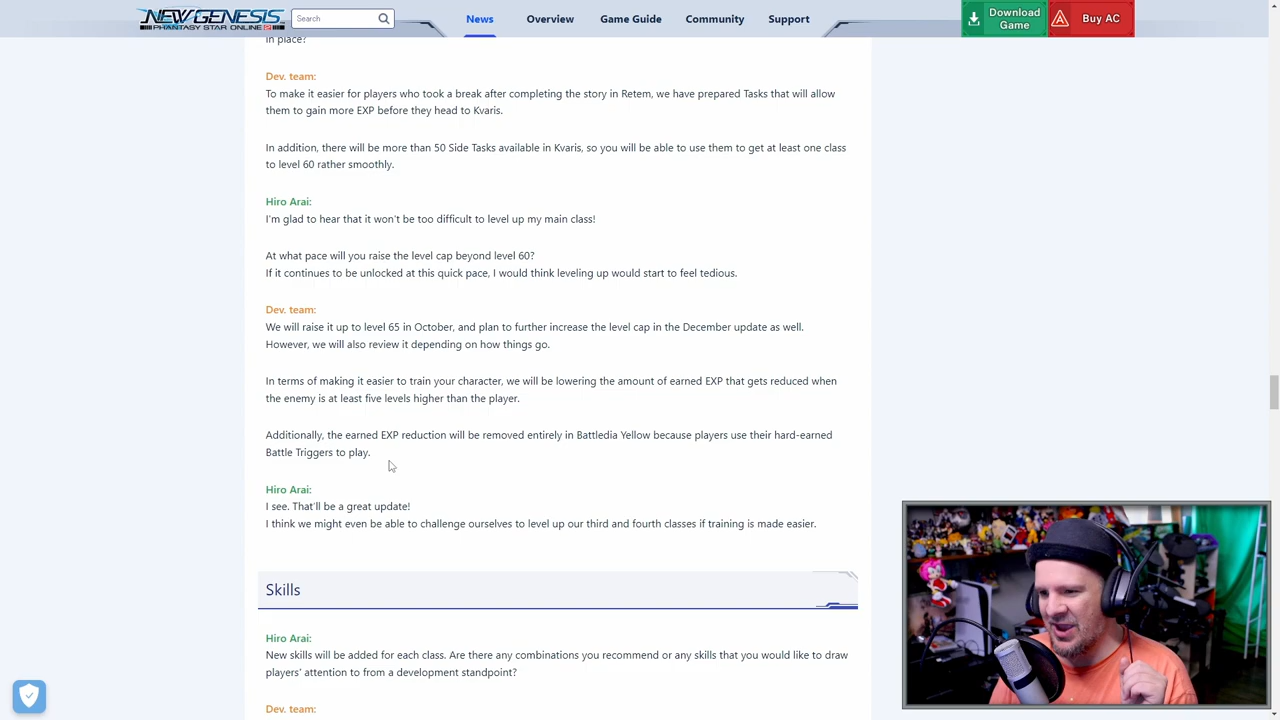 NEW GENESIS
PHANTASY STAR ONLINE 2
Search
News
Overview
Game Guide
Community
Support
Download
Game
Buy AC
in place?
Dev. team:
To make it easier for players who took a break after completing the story in Retem, we have prepared Tasks that will allow
them to gain more EXP before they head to Kvaris.
In addition, there will be more than 50 Side Tasks available in Kvaris, so you will be able to use them to get at least one class
to level 60 rather smoothly.
Hiro Arai:
I'm glad to hear that it won't be too difficult to level up my main class!
At what pace will you raise the level cap beyond level 60?
If it continues to be unlocked at this quick pace, I would think leveling up would start to feel tedious.
Dev. team:
We will raise it up to level 65 in October, and plan to further increase the level cap in the December update as well.
However, we will also review it depending on how things go.
In terms of making it easier to train your character, we will be lowering the amount of earned EXP that gets reduced when
the enemy is at least five levels higher than the player.
Additionally, the earned EXP reduction will be removed entirely in Battledia Yellow because players use their hard-earned
Battle Triggers to play.
Hiro Arai:
I see. That'll be a great update!
I think we might even be able to challenge ourselves to level up our third and fourth classes if training is made easier.
Skills
Hiro Arai:
New skills will be added for each class. Are there any combinations you recommend or any skills that you would like to draw
players' attention to from a development standpoint?
Dev. team: